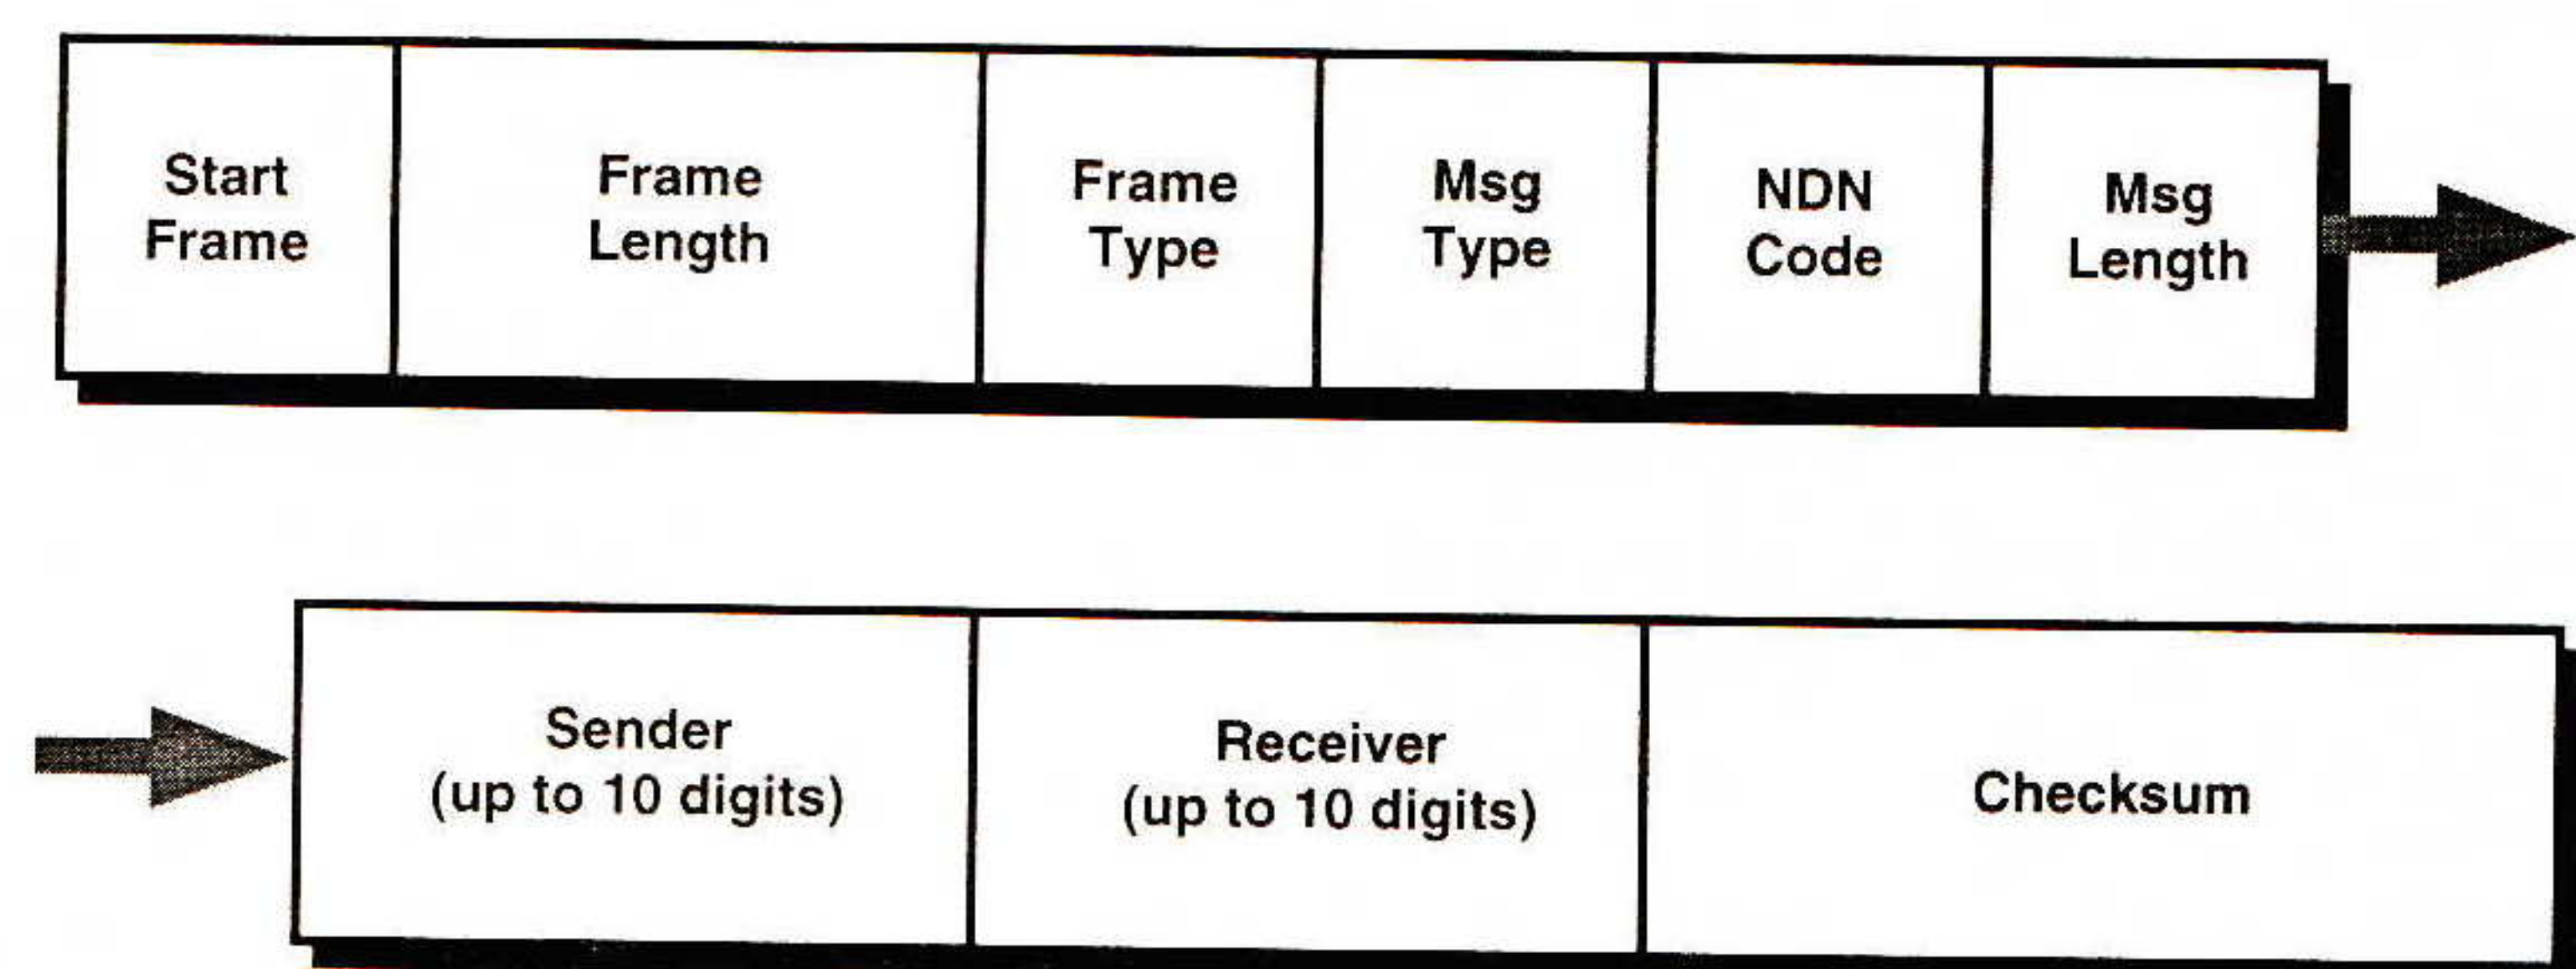 Start
Frame
Frame
Length
Frame
Type
Msg
Type
NDN
Code
Msg
Length
Sender
(up to 10 digits)
Receiver
(up to 10 digits)
Checksum